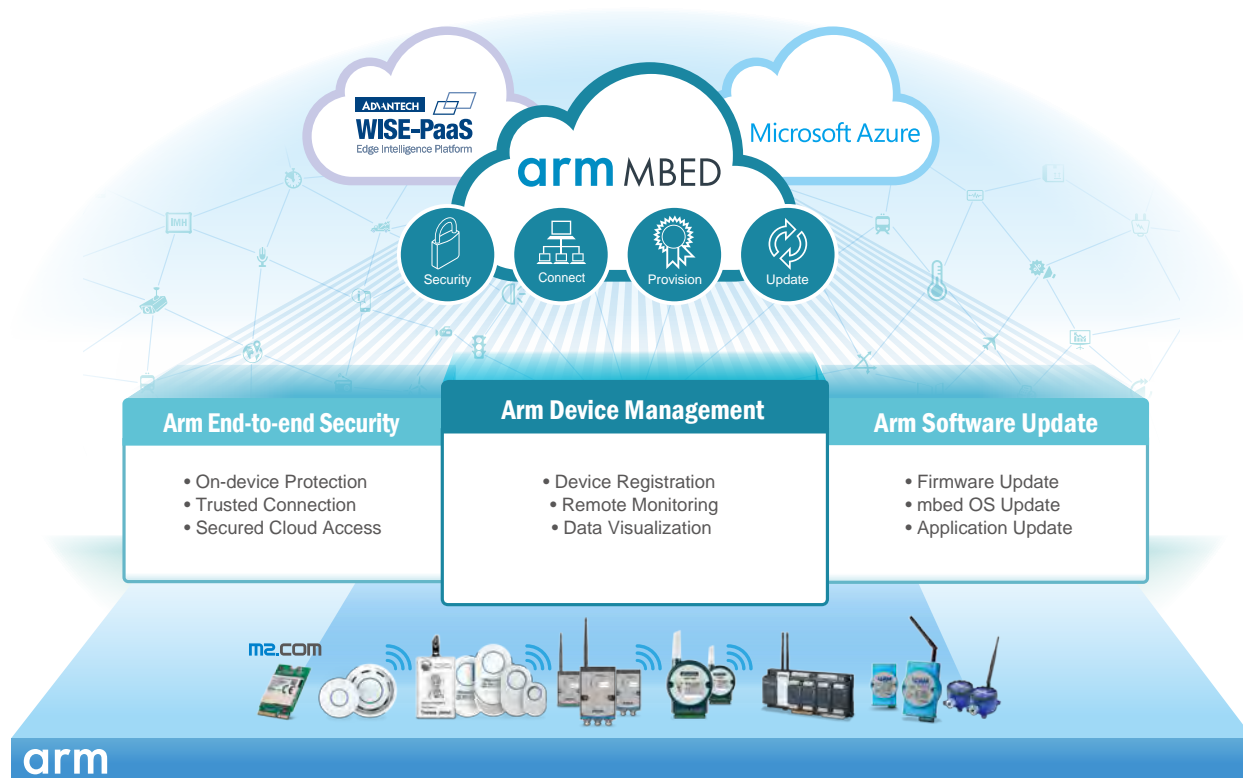 ADVANTECH
WISE-PaaS
Edge Intelligence Platform
Microsoft Azure
arm MBED
Security
Connect
Provision
Update
Arm End-to-end Security
• On-device Protection
• Trusted Connection
• Secured Cloud Access
Arm Device Management
• Device Registration
• Remote Monitoring
• Data Visualization
Arm Software Update
• Firmware Update
• mbed OS Update
• Application Update
m2.com
arm